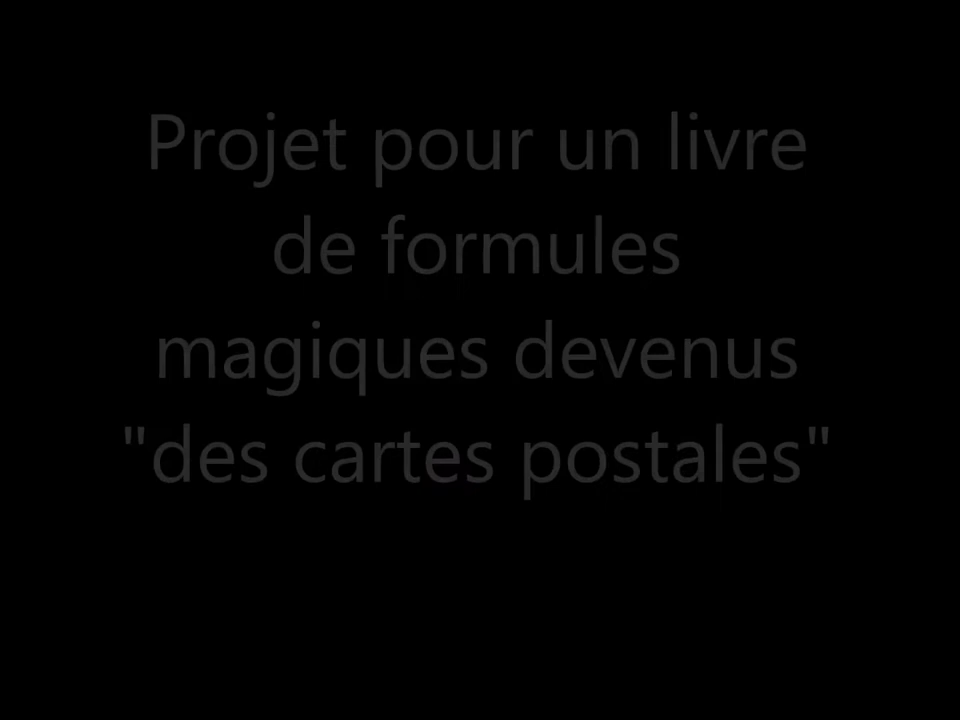 Projet pour un livre
de formules
magiques devenus
"des cartes postales"